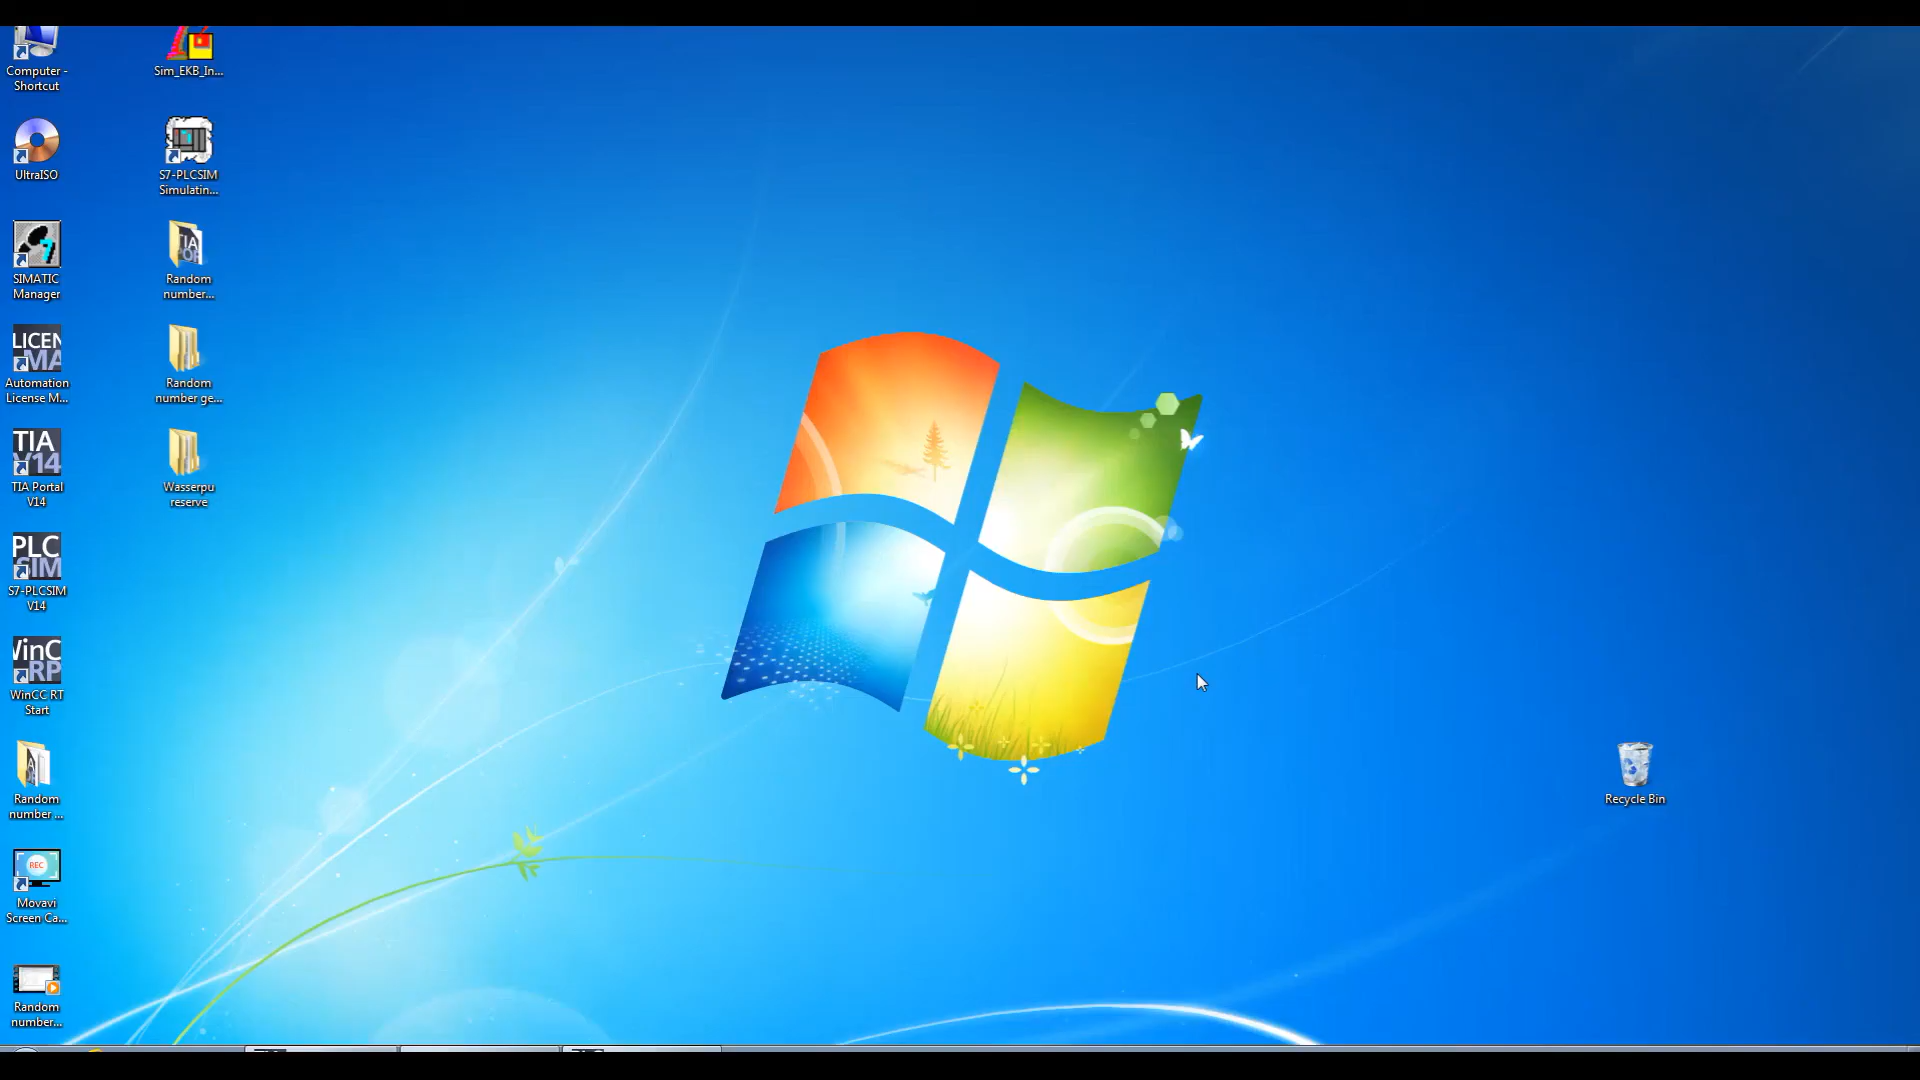 Computer -
Shortcut
Sim_EKB_In...
UltraISO
S7-PLCSIM
Simulatin...
SIMATIC
Manager
Random
number...
LICEN
MA
Automation
License M...
Random
number ge...
TIA
V14
TIA Portal
V14
Wasserpu
reserve
PLC
SIM
S7-PLCSIM
V14
WinC
RP
WinCC RT
Start
Random
number ...
REC
Movavi
Screen Ca...
Random
number...
Recycle Bin